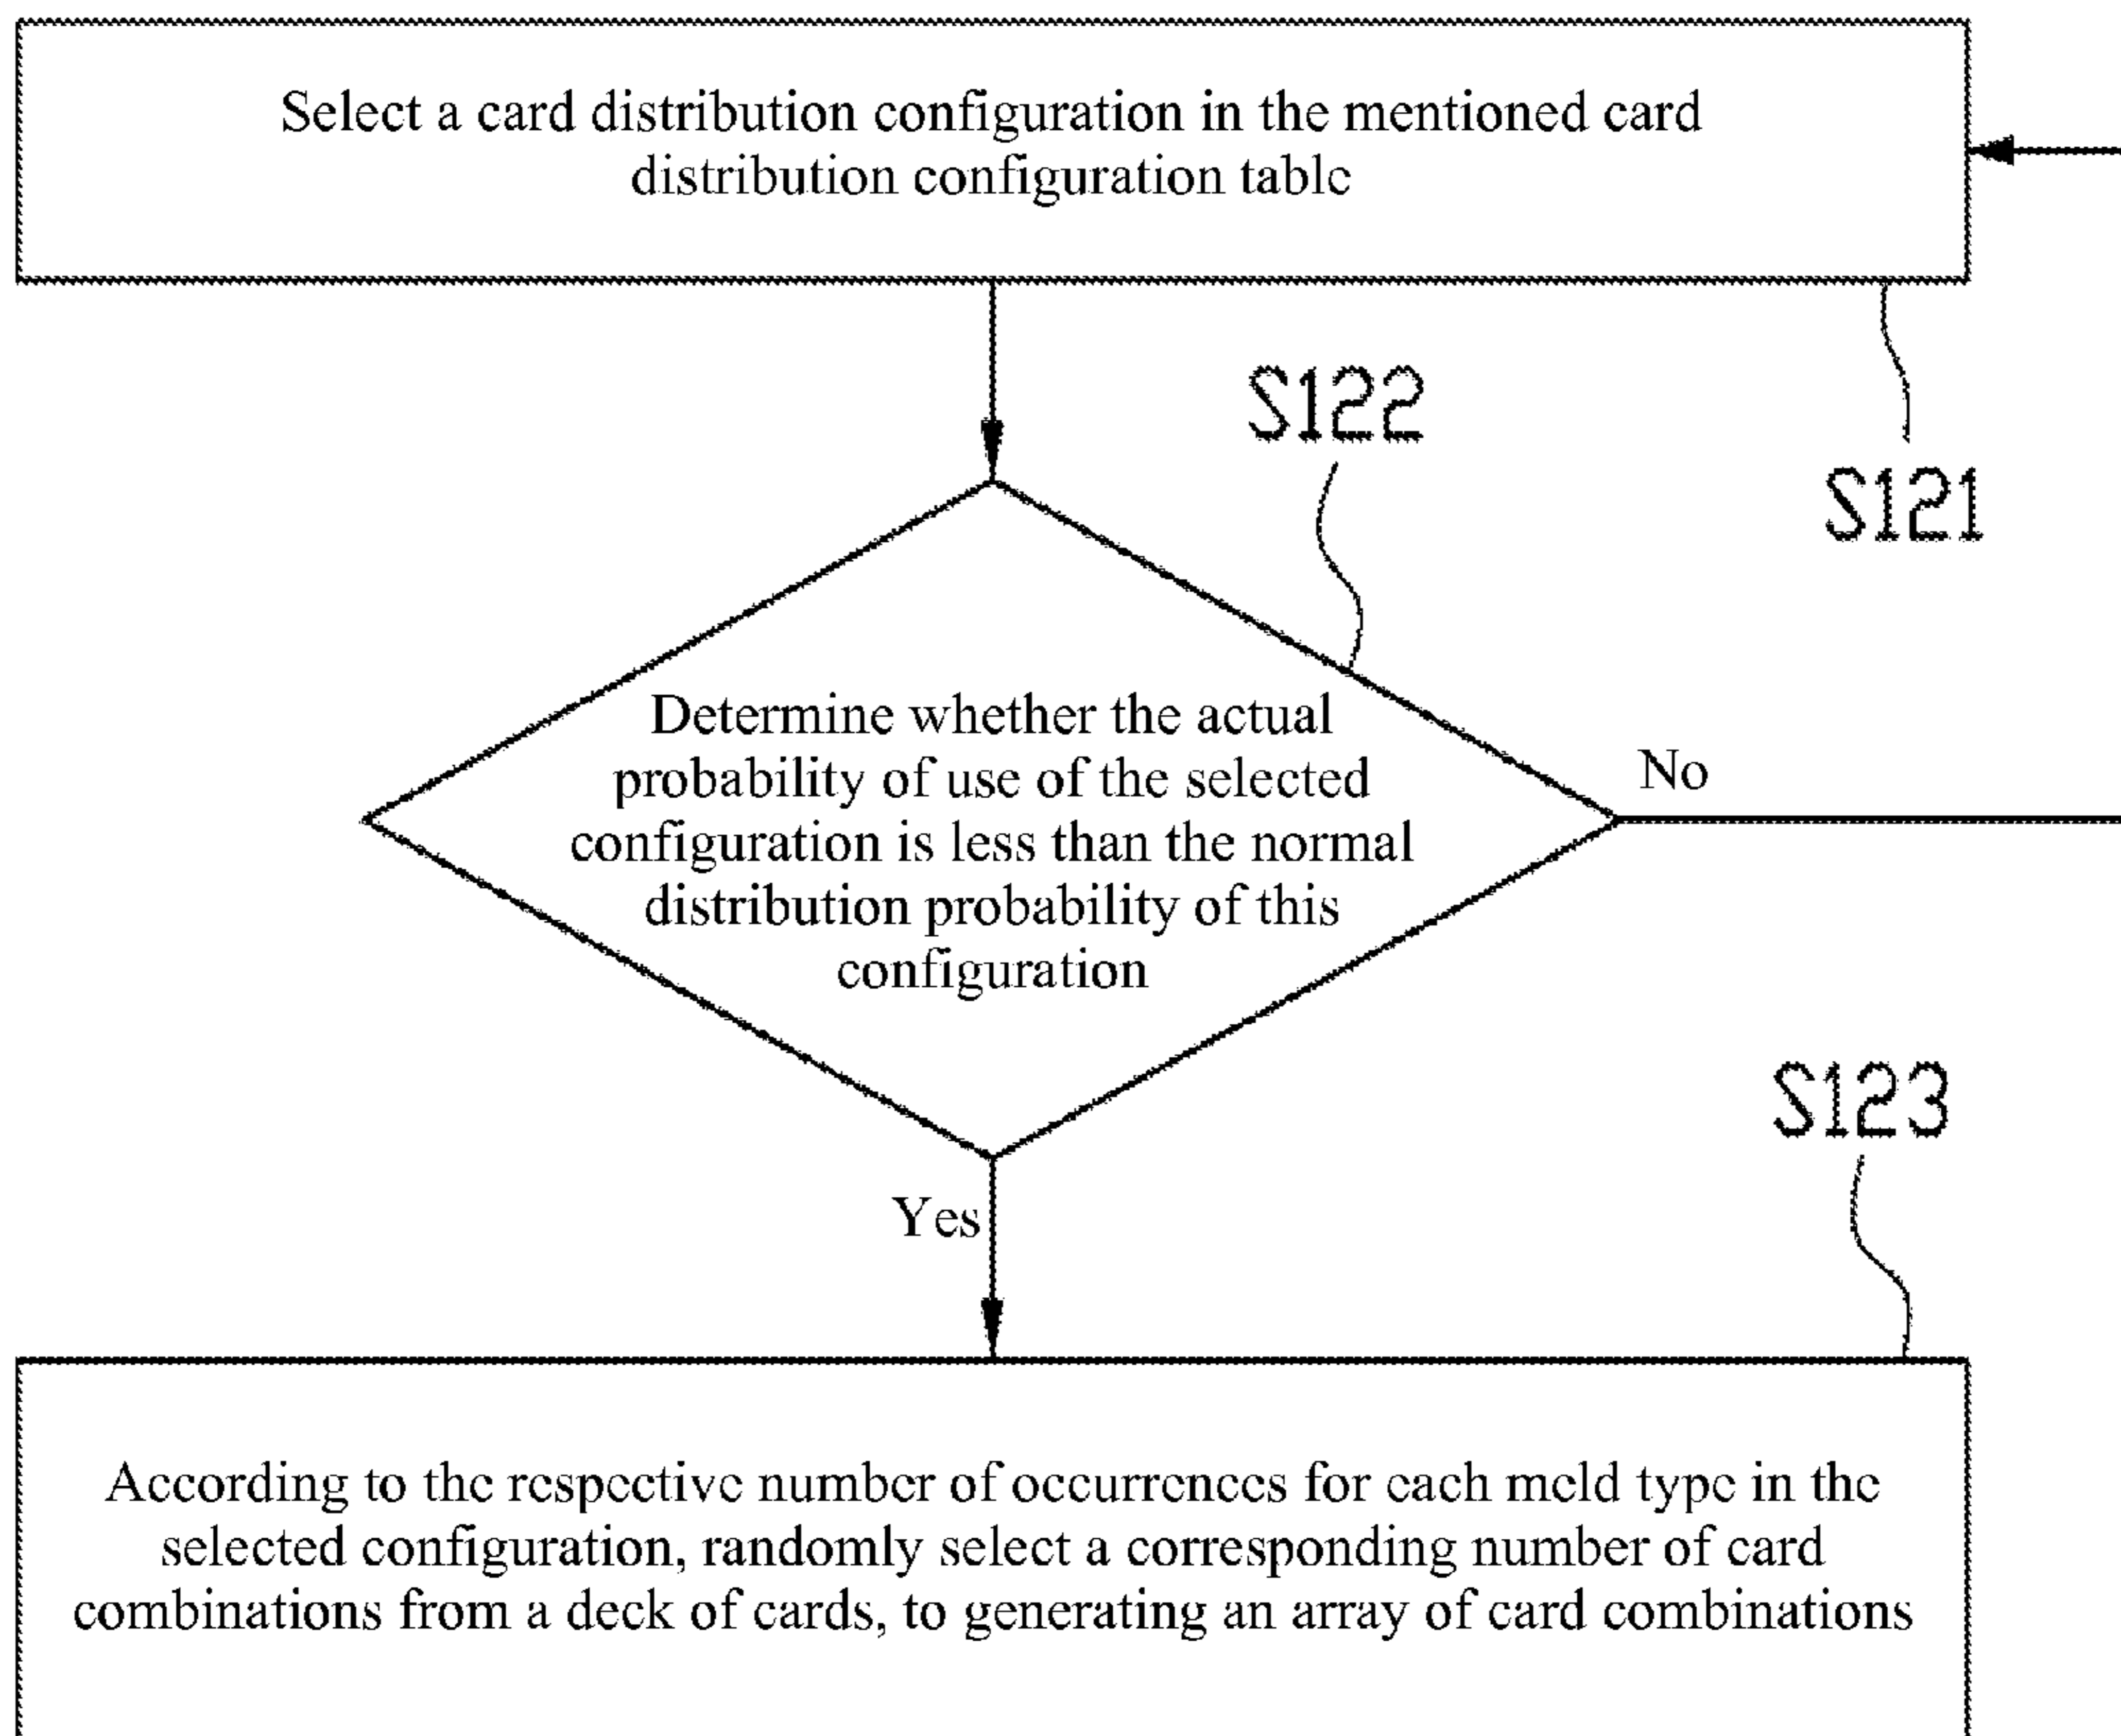 Select a card distribution configuration in the mentioned card
distribution configuration table
S122
S121
Determine whether the actual
probability of use of the selected
configuration is less than the normal
distribution probability of this
configuration
No
S123
Yes
According to the respective number of occurrences for each meld type in the
selected configuration, randomly select a corresponding number of card
combinations from a deck of cards, to generating an array of card combinations